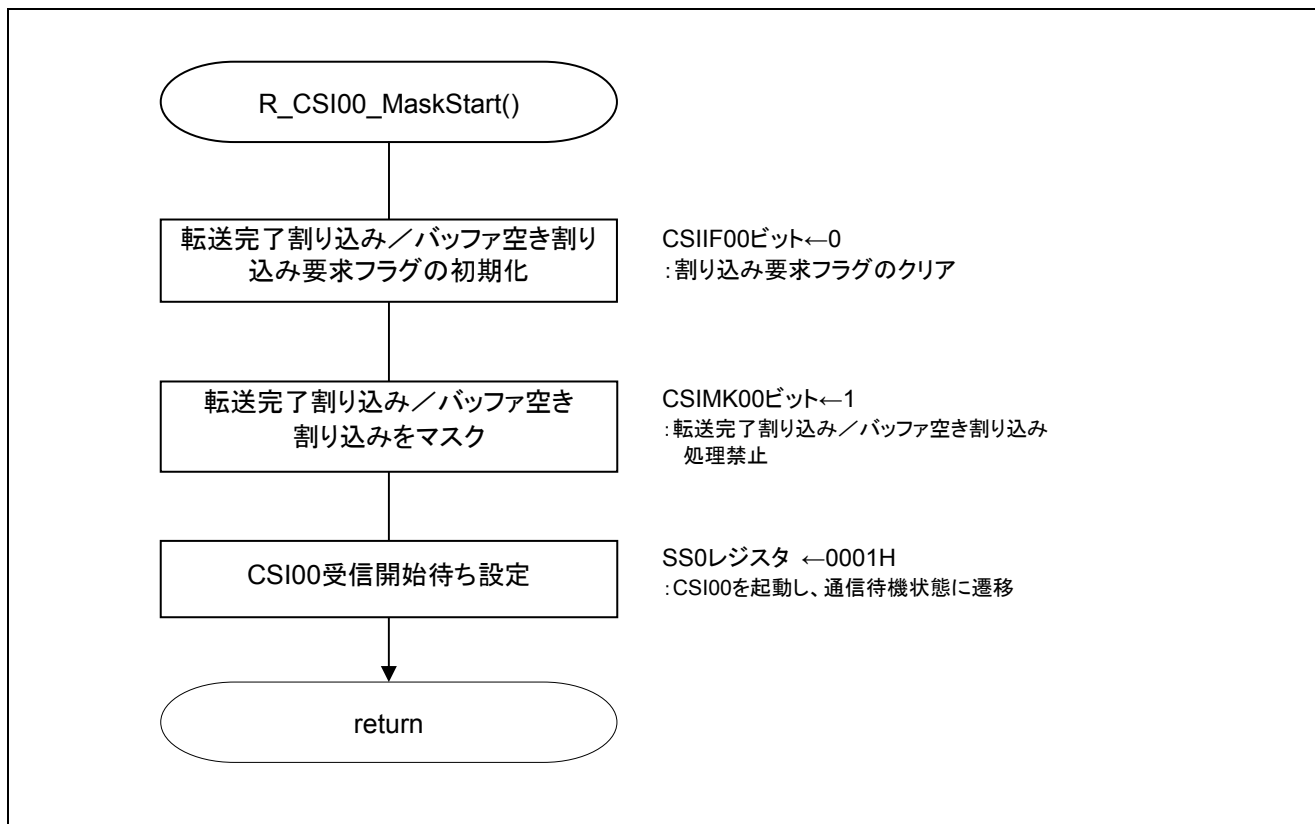 R_CSI00_MaskStart()
転送完了割り込み／バッファ空き割り
込み要求フラグの初期化
CSIIF00ビット←0
：割り込み要求フラグのクリア
転送完了割り込み／バッファ空き
割り込みをマスク
CSIMK00ビット←1
：転送完了割り込み／バッファ空き割り込み
処理禁止
CSI00受信開始待ち設定
SS0レジスタ ←0001H
：CSI00を起動し、通信待機状態に遷移
return